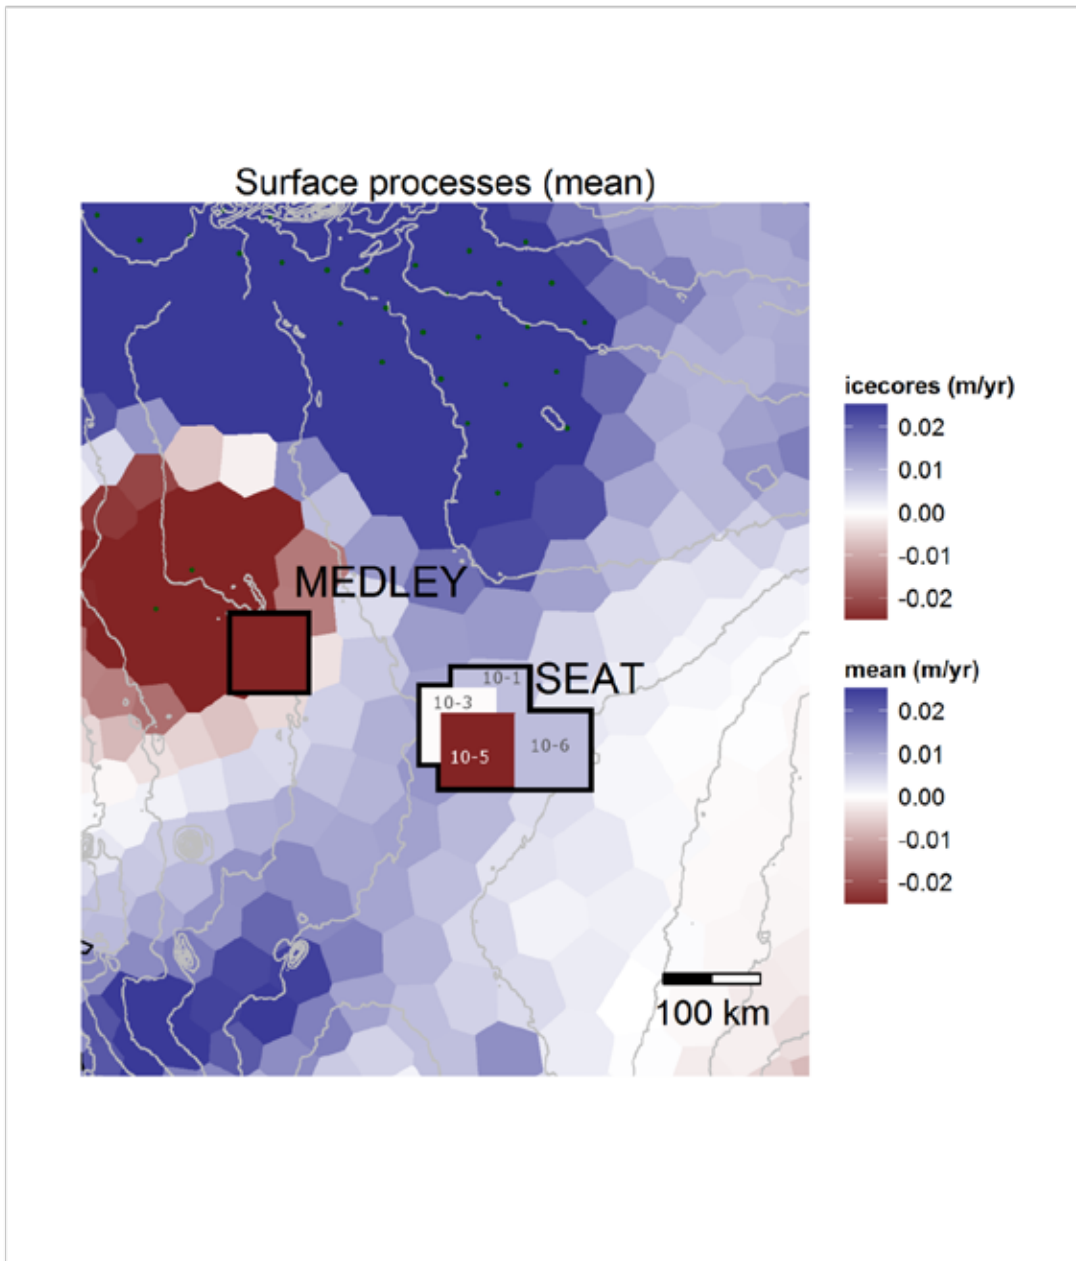 Surface processes (mean)
icecores (m/yr)
0.02
0.01
0.00
-0.01
-0.02
MEDLEY
SEAT
10-1
10-3
10-5
10-6
mean (m/yr)
0.02
0.01
0.00
-0.01
-0.02
100 km